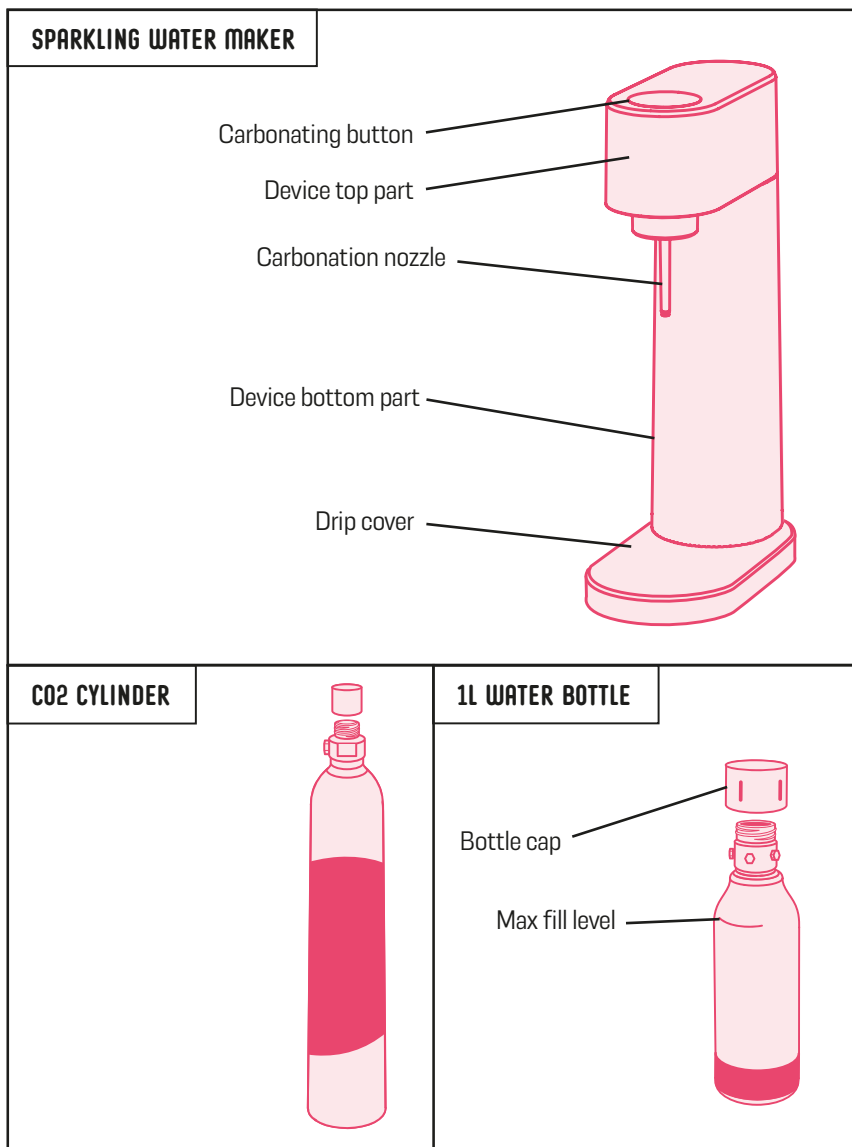 SPARKLING WATER MAKER
Carbonating button
Device top part
Carbonation nozzle
Device bottom part
Drip cover
CO2 CYLINDER
1L WATER BOTTLE
Bottle cap
Max fill level